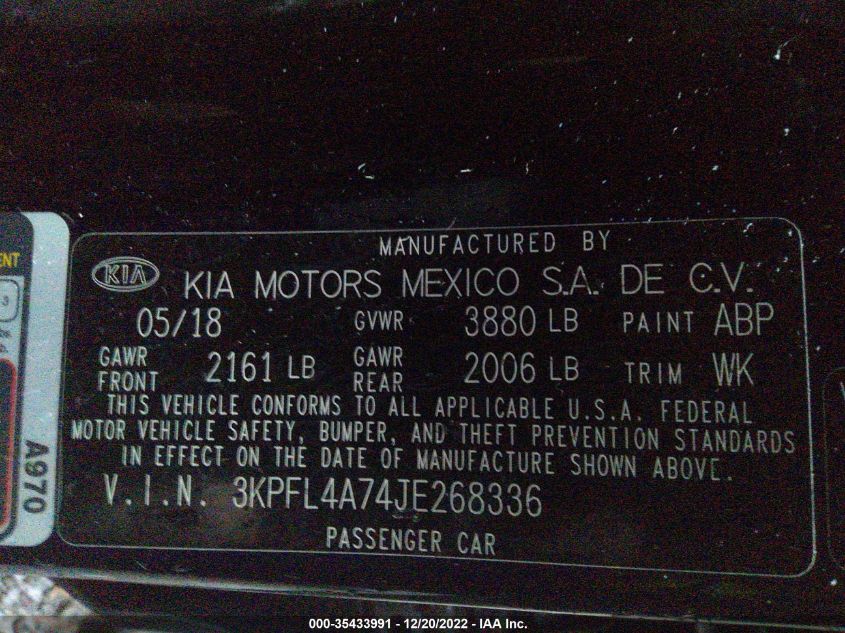 MANUFACTURED BY
KIA KIA MOTORS MEXICO S.A. DE C.V.
05/18 GVWR 3880 LB PAINT ABP
GAWR FRONT 2161 LB GAWR REAR 2006 LB TRIM WK
THIS VEHICLE CONFORMS TO ALL APPLICABLE U.S.A. FEDERAL
MOTOR VEHICLE SAFETY, BUMPER, AND THEFT PREVENTION STANDARDS
IN EFFECT ON THE DATE OF MANUFACTURE SHOWN ABOVE.
V.I.N. 3KPFL4A74JE268336
PASSENGER CAR
A970
000-35433991 - 12/20/2022 - IAA Inc.